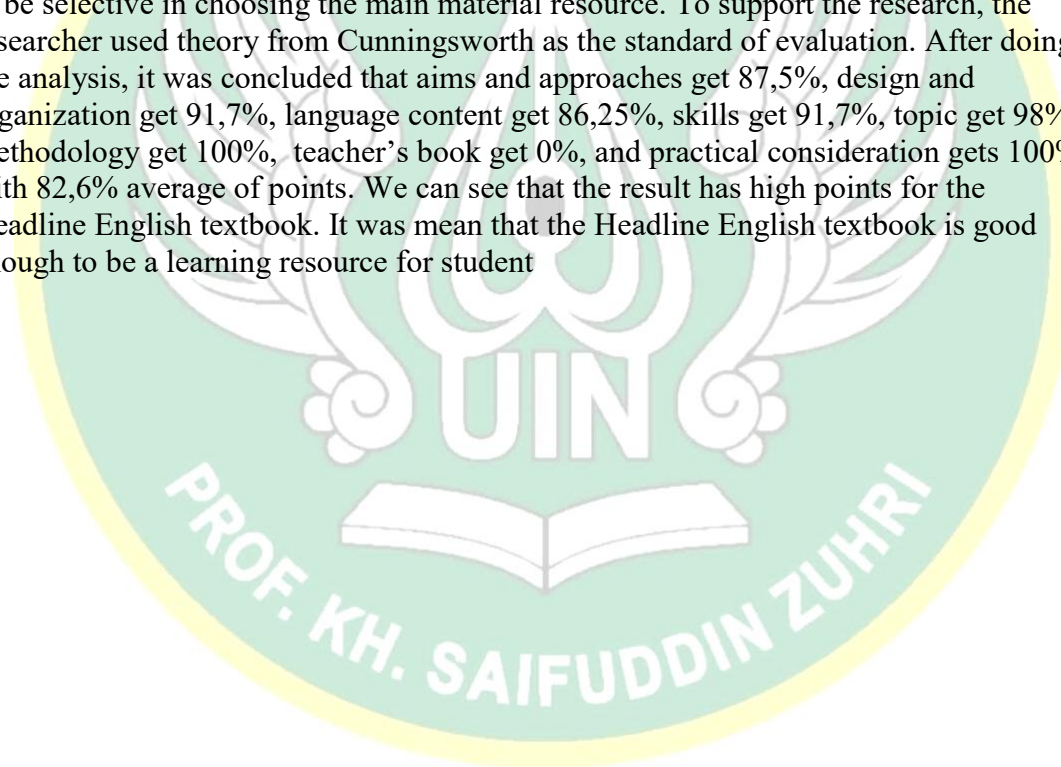 be selective in choosing the main material resource. To support the research, the
searcher used theory from Cunningsworth as the standard of evaluation. After doing
e analysis, it was concluded that aims and approaches get 87,5%, design and
ganization get 91,7%, language content get 86,25%, skills get 91,7%, topic get 98%
ethodology get 100%, teacher's book get 0%, and practical consideration gets 100%
ith 82,6% average of points. We can see that the result has high points for the
eadline English textbook. It was mean that the Headline English textbook is good
ough to be a learning resource for student
UIN
PROF. KH. SAIFUDDIN ZUHRI